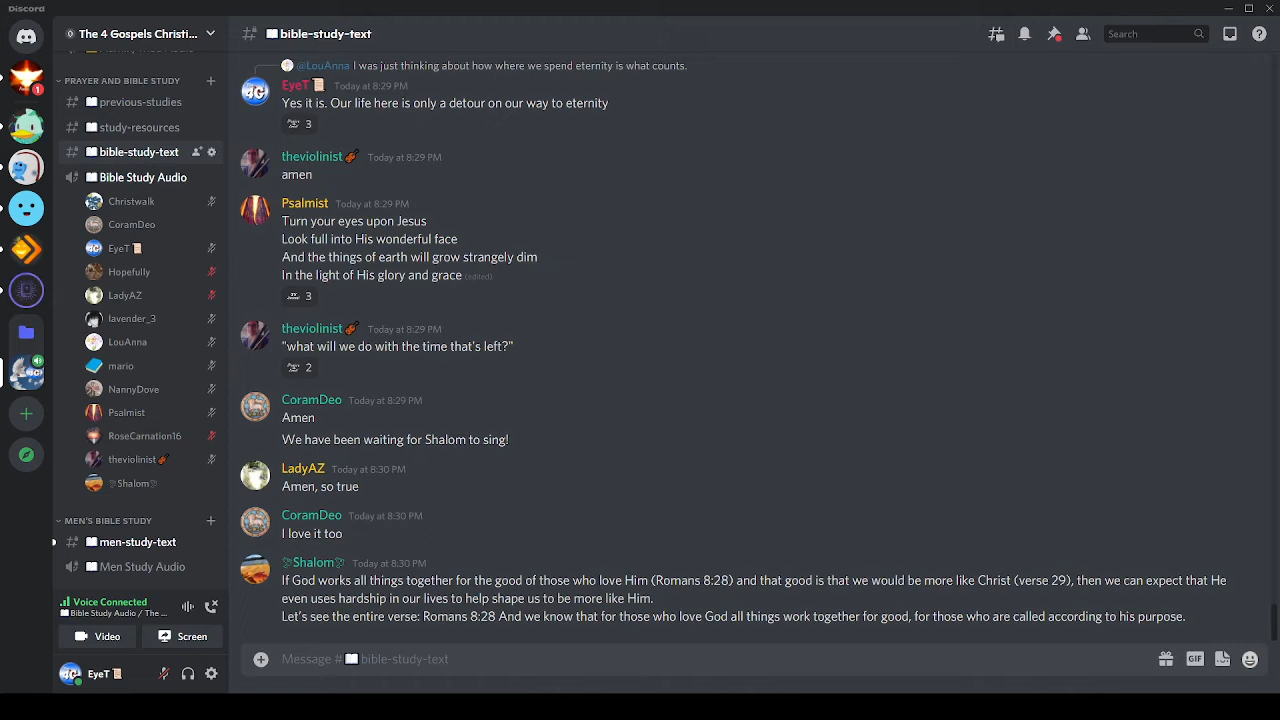 Discord
The 4 Gospels Christi...
bible-study-text
Search
PRAYER AND BIBLE STUDY
previous-studies
study-resources
bible-study-text
Bible Study Audio
Christwalk
CoramDeo
EyeT
Hopefully
LadyAZ
lavender_3
LouAnna
mario
NannyDove
Psalmist
RoseCarnation16
theviolinist
Shalom
MEN'S BIBLE STUDY
men-study-text
Men Study Audio
Voice Connected
Bible Study Audio / The ...
Video
Screen
EyeT
1
@LouAnna I was just thinking about how where we spend eternity is what counts.
EyeT Today at 8:29 PM
Yes it is. Our life here is only a detour on our way to eternity
3
theviolinist Today at 8:29 PM
amen
Psalmist Today at 8:29 PM
Turn your eyes upon Jesus
Look full into His wonderful face
And the things of earth will grow strangely dim
In the light of His glory and grace (edited)
3
theviolinist Today at 8:29 PM
"what will we do with the time that's left?"
2
CoramDeo Today at 8:29 PM
Amen
We have been waiting for Shalom to sing!
LadyAZ Today at 8:30 PM
Amen, so true
CoramDeo Today at 8:30 PM
I love it too
Shalom Today at 8:30 PM
If God works all things together for the good of those who love Him (Romans 8:28) and that good is that we would be more like Christ (verse 29), then we can expect that He
even uses hardship in our lives to help shape us to be more like Him.
Let's see the entire verse: Romans 8:28 And we know that for those who love God all things work together for good, for those who are called according to his purpose.
Message # bible-study-text
GIF